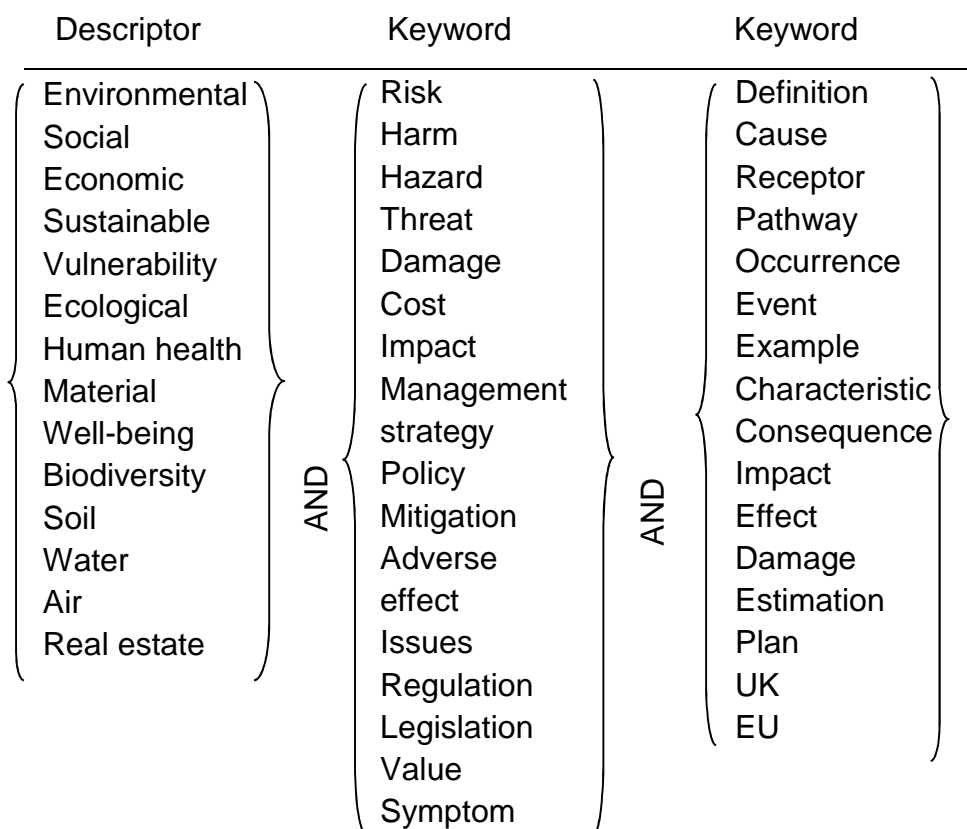 Descriptor Keyword Keyword
Environmental
Social
Economic
Sustainable
Vulnerability
Ecological
Human health
Material
Well-being
Biodiversity
Soil
Water
Air
Real estate
AND
Risk
Harm
Hazard
Threat
Damage
Cost
Impact
Management
strategy
Policy
Mitigation
Adverse
effect
Issues
Regulation
Legislation
Value
Symptom
AND
Definition
Cause
Receptor
Pathway
Occurrence
Event
Example
Characteristic
Consequence
Impact
Effect
Damage
Estimation
Plan
UK
EU